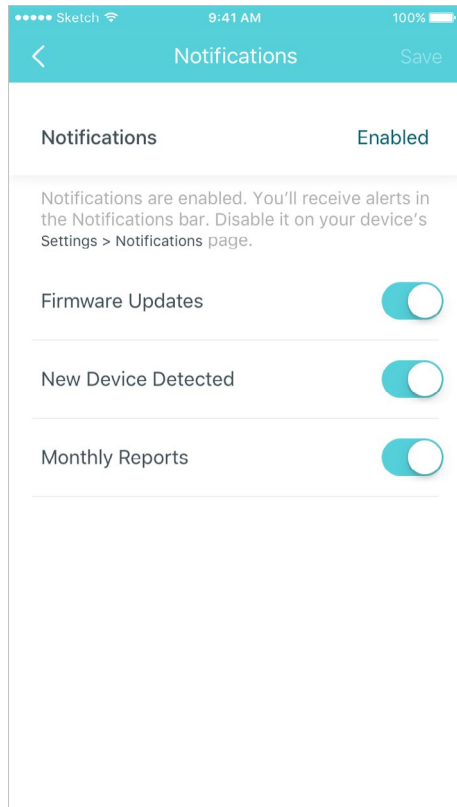 Sketch 9:41 AM 100%
Notifications Save
Notifications Enabled
Notifications are enabled. You'll receive alerts in
the Notifications bar. Disable it on your device's
Settings > Notifications page.
Firmware Updates
New Device Detected
Monthly Reports